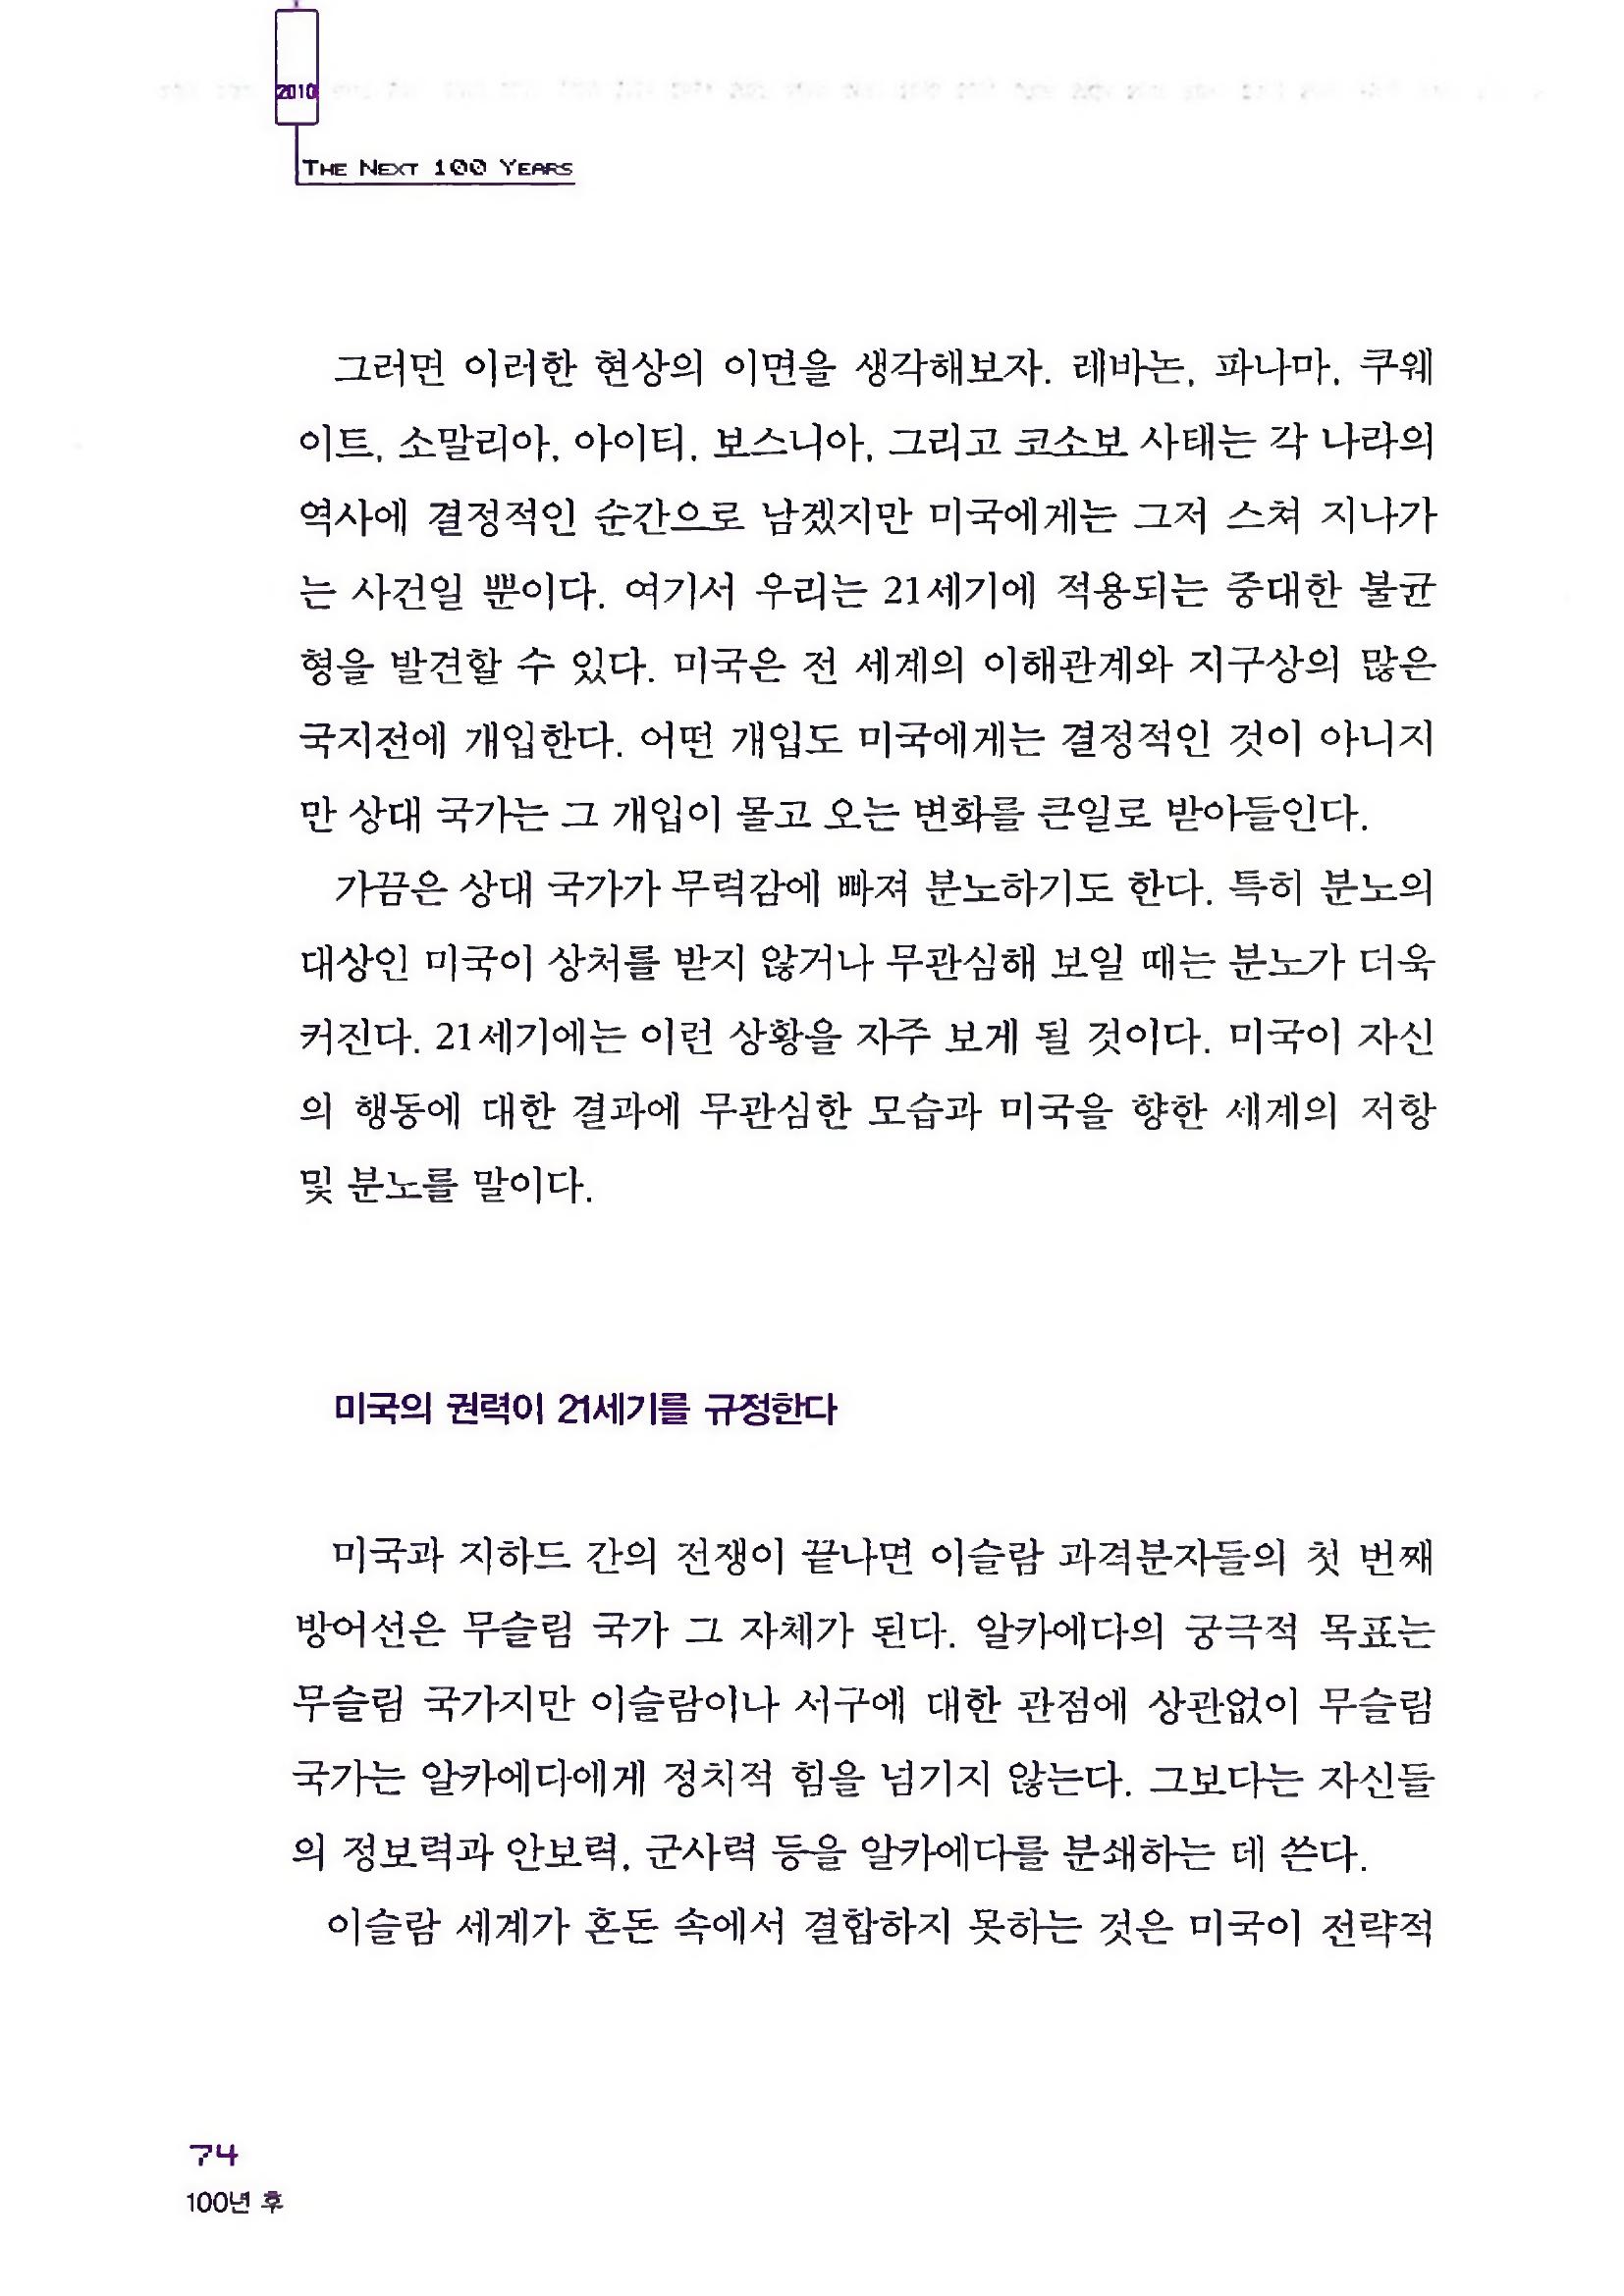 2010
THE NEXT 100 YEARS
그러면 이러한 현상의 이면을 생각해보자. 레바논, 파나마, 쿠웨
이트, 소말리아, 아이티, 보스니아, 그리고 코소보 사태는 각 나라의
역사에 결정적인 순간으로 남겠지만 미국에게는 그저 스쳐 지나가
는 사건일 뿐이다. 여기서 우리는 21세기에 적용되는 중대한 불균
형을 발견할 수 있다. 미국은 전 세계의 이해관계와 지구상의 많은
국지전에 개입한다. 어떤 개입도 미국에게는 결정적인 것이 아니지
만 상대 국가는 그 개입이 몰고 오는 변화를 큰일로 받아들인다.
가끔은 상대 국가가 무력감에 빠져 분노하기도 한다. 특히 분노의
대상인 미국이 상처를 받지 않거나 무관심해 보일 때는 분노가 더욱
커진다. 21세기에는 이런 상황을 자주 보게 될 것이다. 미국이 자신
의 행동에 대한 결과에 무관심한 모습과 미국을 향한 세계의 저항
및 분노를 말이다.
미국의 권력이 21세기를 규정한다
미국과 지하드 간의 전쟁이 끝나면 이슬람 과격분자들의 첫 번째
방어선은 무슬림 국가 그 자체가 된다. 알카에다의 궁극적 목표는
무슬림 국가지만 이슬람이나 서구에 대한 관점에 상관없이 무슬림
국가는 알카에다에게 정치적 힘을 넘기지 않는다. 그보다는 자신들
의 정보력과 안보력, 군사력 등을 알카에다를 분쇄하는 데 쓴다.
이슬람 세계가 혼돈 속에서 결합하지 못하는 것은 미국이 전략적
74
100년 후